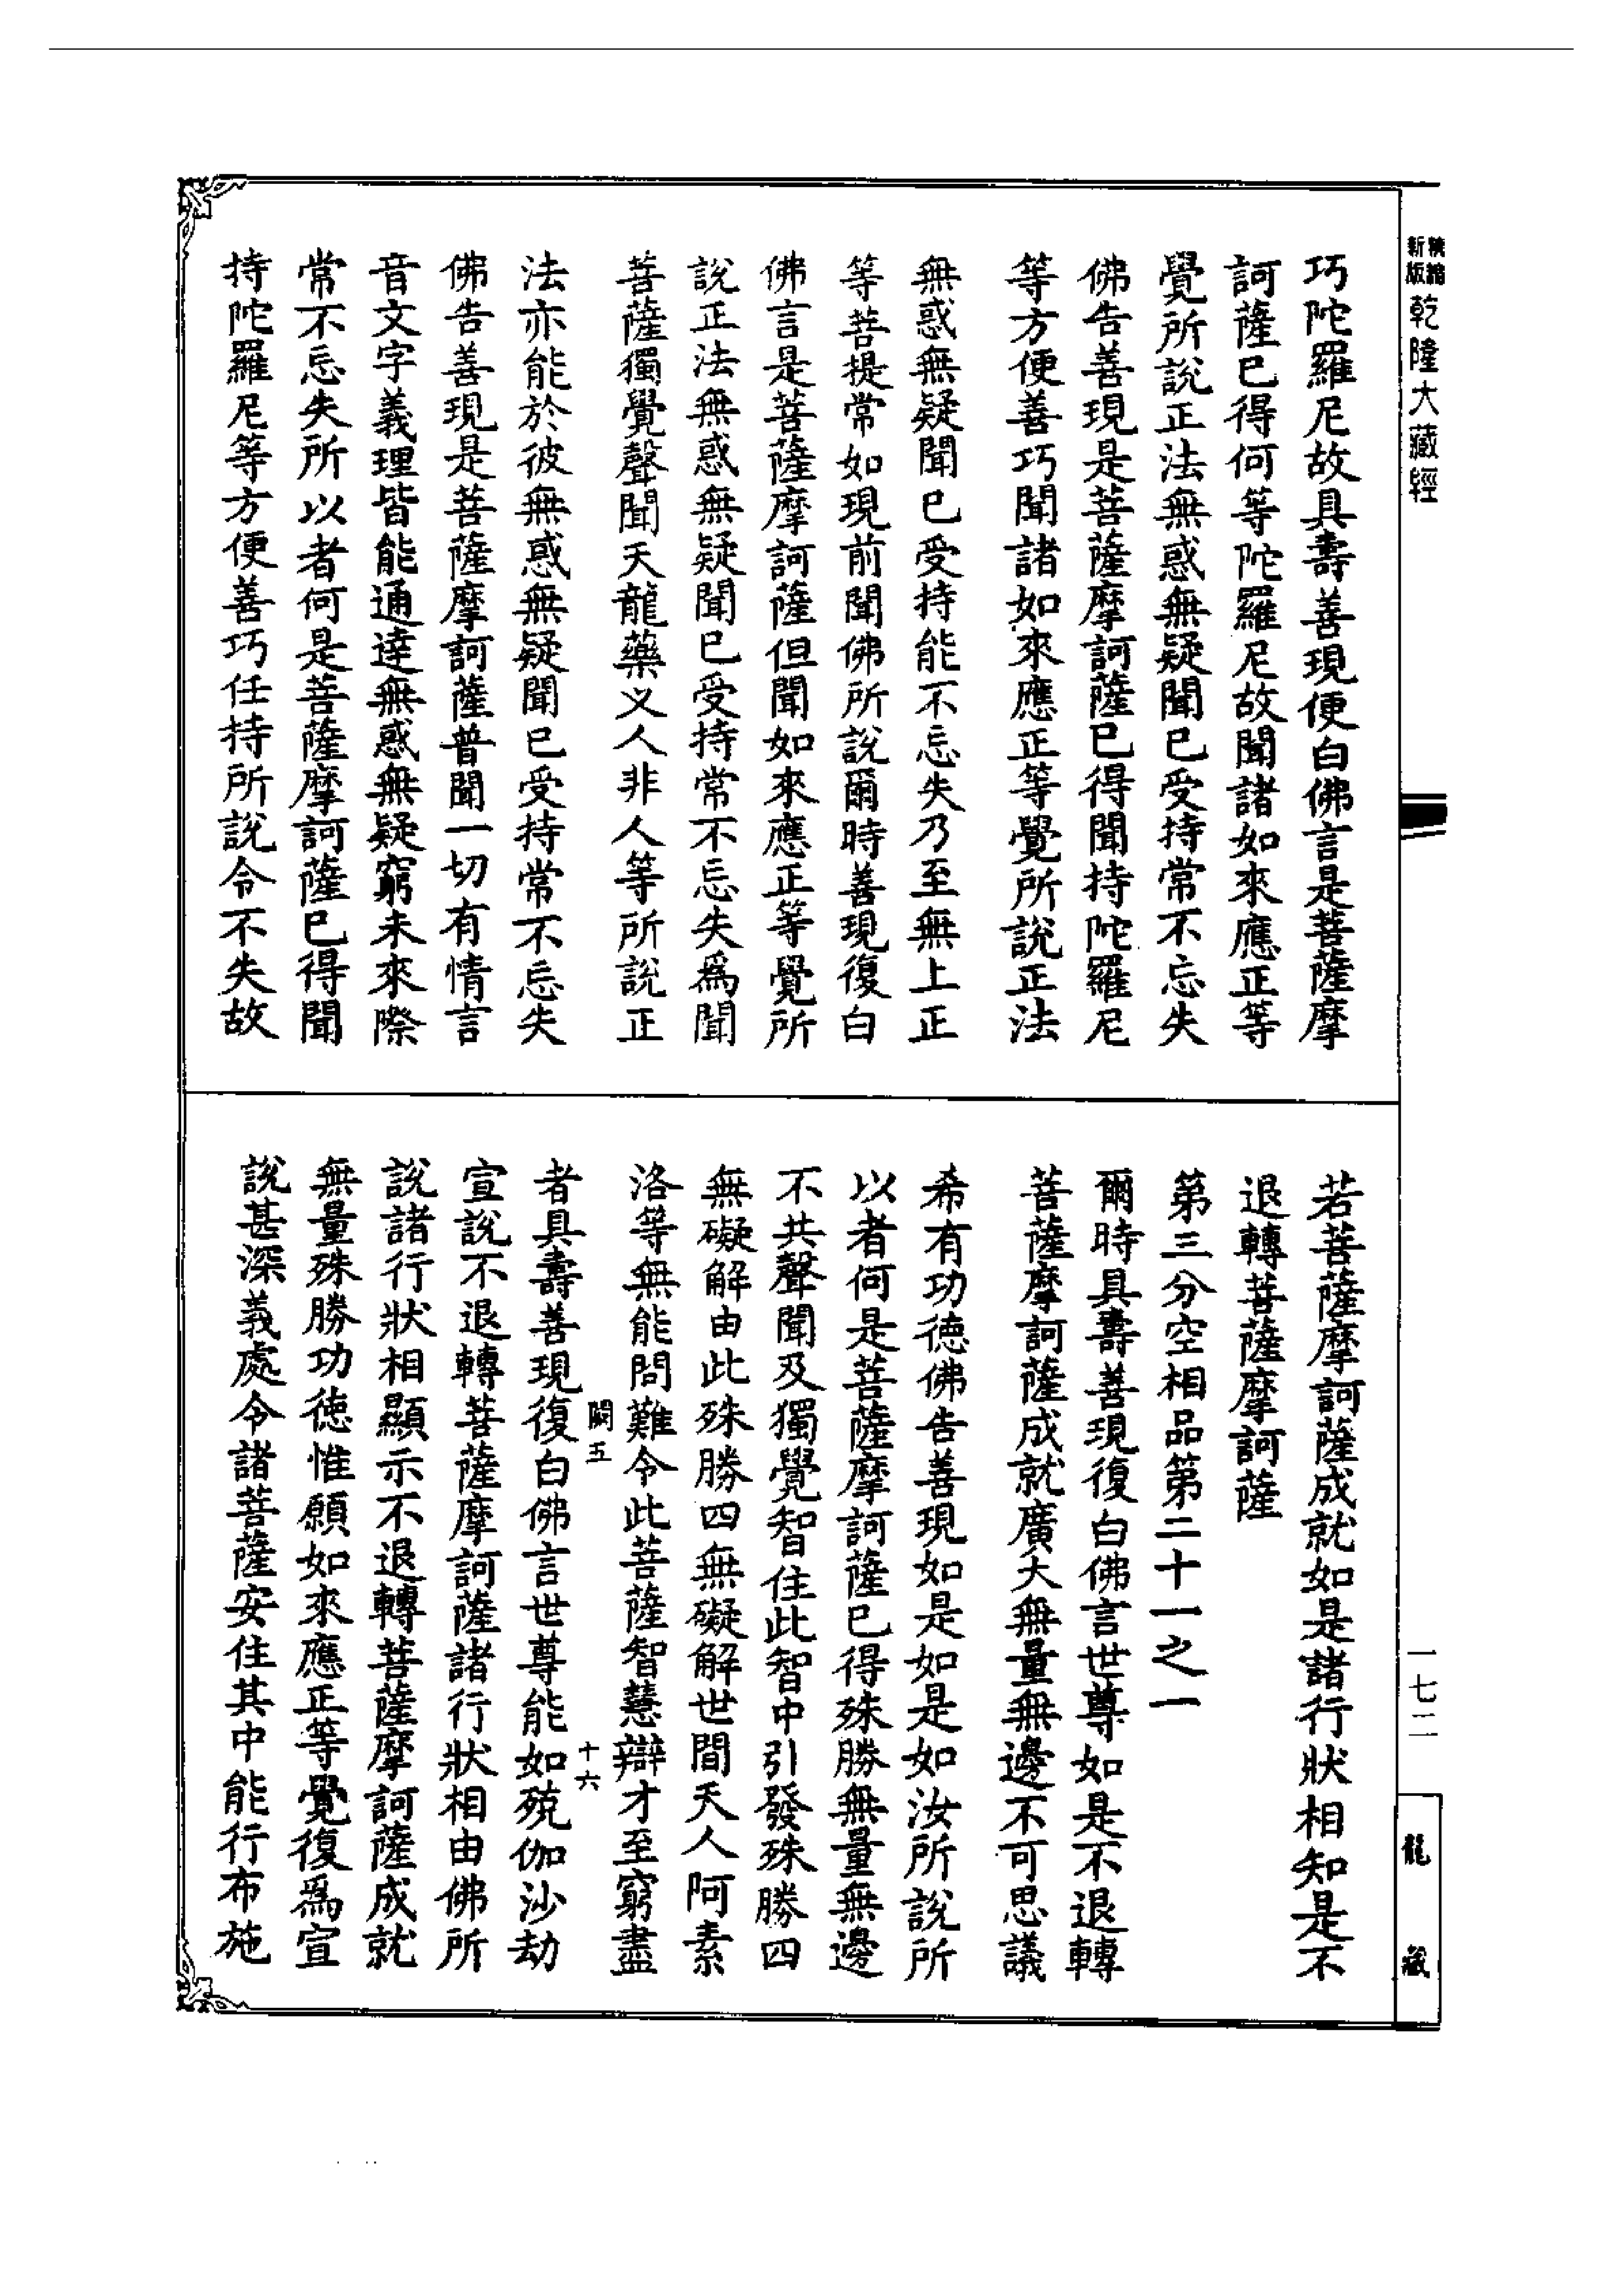 精縮新版乾隆大藏經
巧陀羅尼故具壽善現便白佛言是菩薩摩
訶薩已得何等陀羅尼故聞諸如來應正等
覺所說正法無惑無疑聞已受持常不忘失
佛告善現是菩薩摩訶薩已得聞持陀羅尼
等方便善巧聞諸如來應正等覺所說正法
無惑無疑聞已受持能不忘失乃至無上正
等菩提常如現前聞佛所說爾時善現復白
佛言是菩薩摩訶薩但聞如來應正等覺所
說正法無惑無疑聞已受持常不忘失為聞
菩薩獨覺聲聞天龍藥叉人非人等所說正
法亦能於彼無惑無疑聞已受持常不忘失
佛告善現是菩薩摩訶薩普聞一切有情言
音文字義理皆能通達無惑無疑窮未來際
常不忘失所以者何是菩薩摩訶薩已得聞
持陀羅尼等方便善巧任持所說令不失故
若菩薩摩訶薩成就如是諸行狀相知是不
退轉菩薩摩訶薩
第三分空相品第二十一之一
爾時具壽善現復白佛言世尊如是不退轉
菩薩摩訶薩成就廣大無量無邊不可思議
希有功德佛告善現如是如是如汝所說所
以者何是菩薩摩訶薩已得殊勝無量無邊
不共聲聞及獨覺智住此智中引發殊勝四
無礙解由此殊勝四無礙解世間天人阿素
洛等無能問難令此菩薩智慧辯才至窮盡
闕五
十六
者具壽善現復白佛言世尊能如殑伽沙劫
宣說不退轉菩薩摩訶薩諸行狀相由佛所
說諸行狀相顯示不退轉菩薩摩訶薩成就
無量殊勝功德惟願如來應正等覺復為宣
說甚深義處令諸菩薩安住其中能行布施
一七二
龍藏